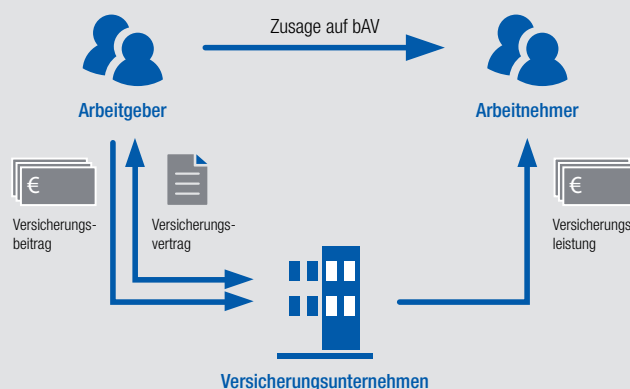 Zusage auf bAV
Arbeitgeber
Arbeitnehmer
€
Versicherungs-
beitrag
Versicherungs-
vertrag
€
Versicherungs
leistung
Versicherungsunternehmen